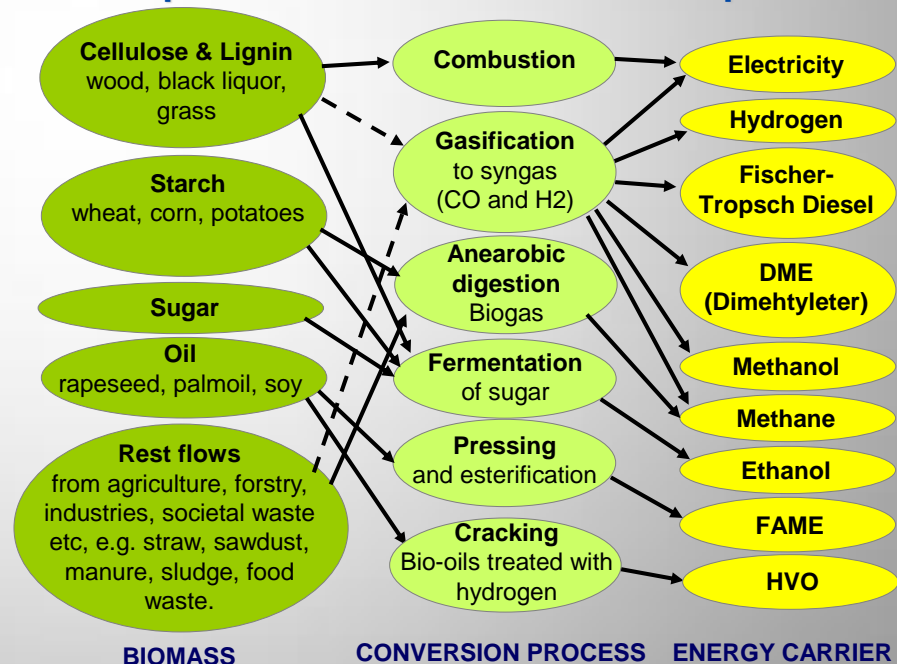 Cellulose & Lignin
wood, black liquor,
grass
Starch
wheat, corn, potatoes
Sugar
Oil
rapeseed, palmoil, soy
Rest flows
from agriculture, forstry,
industries, societal waste
etc, e.g. straw, sawdust,
manure, sludge, food
waste.
BIOMASS
Combustion
Gasification
to syngas
(CO and H2)
Anearobic
digestion
Biogas
Fermentation
of sugar
Pressing
and esterification
Cracking
Bio-oils treated with
hydrogen
CONVERSION PROCESS
Electricity
Hydrogen
Fischer-
Tropsch Diesel
DME
(Dimehtyleter)
Methanol
Methane
Ethanol
FAME
HVO
ENERGY CARRIER